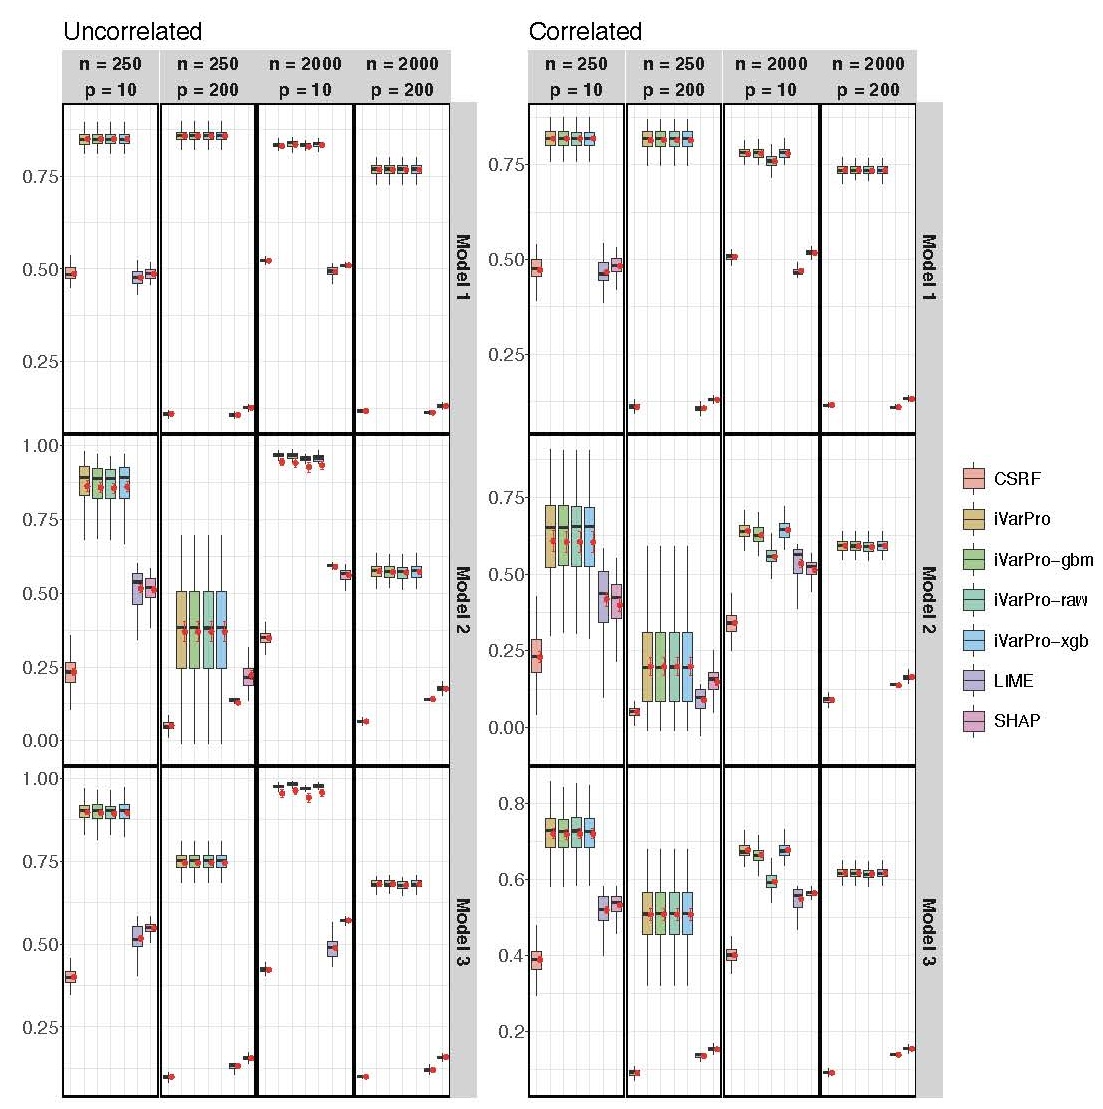 Uncorrelated
n = 250
p = 10
n = 250
p = 200
n = 2000
p = 10
n = 2000
p = 200
0.75
0.50
0.25
Model 1
1.00
0.75
0.50
0.25
0.00
Model 2
1.00
0.75
0.50
0.25
Model 3
Correlated
n = 250
p = 10
n = 250
p = 200
n = 2000
p = 10
n = 2000
p = 200
0.75
0.50
0.25
Model 1
0.75
0.50
0.25
0.00
Model 2
0.8
0.6
0.4
0.2
Model 3
CSRF
iVarPro
iVarPro−gbm
iVarPro−raw
iVarPro−xgb
LIME
SHAP